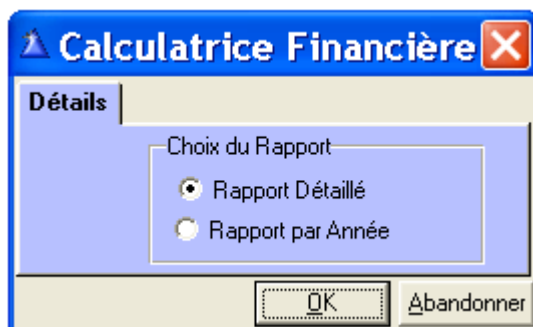 Calculatrice Financière
Détails
Choix du Rapport
Rapport Détaillé
Rapport par Année
OK Abandonner